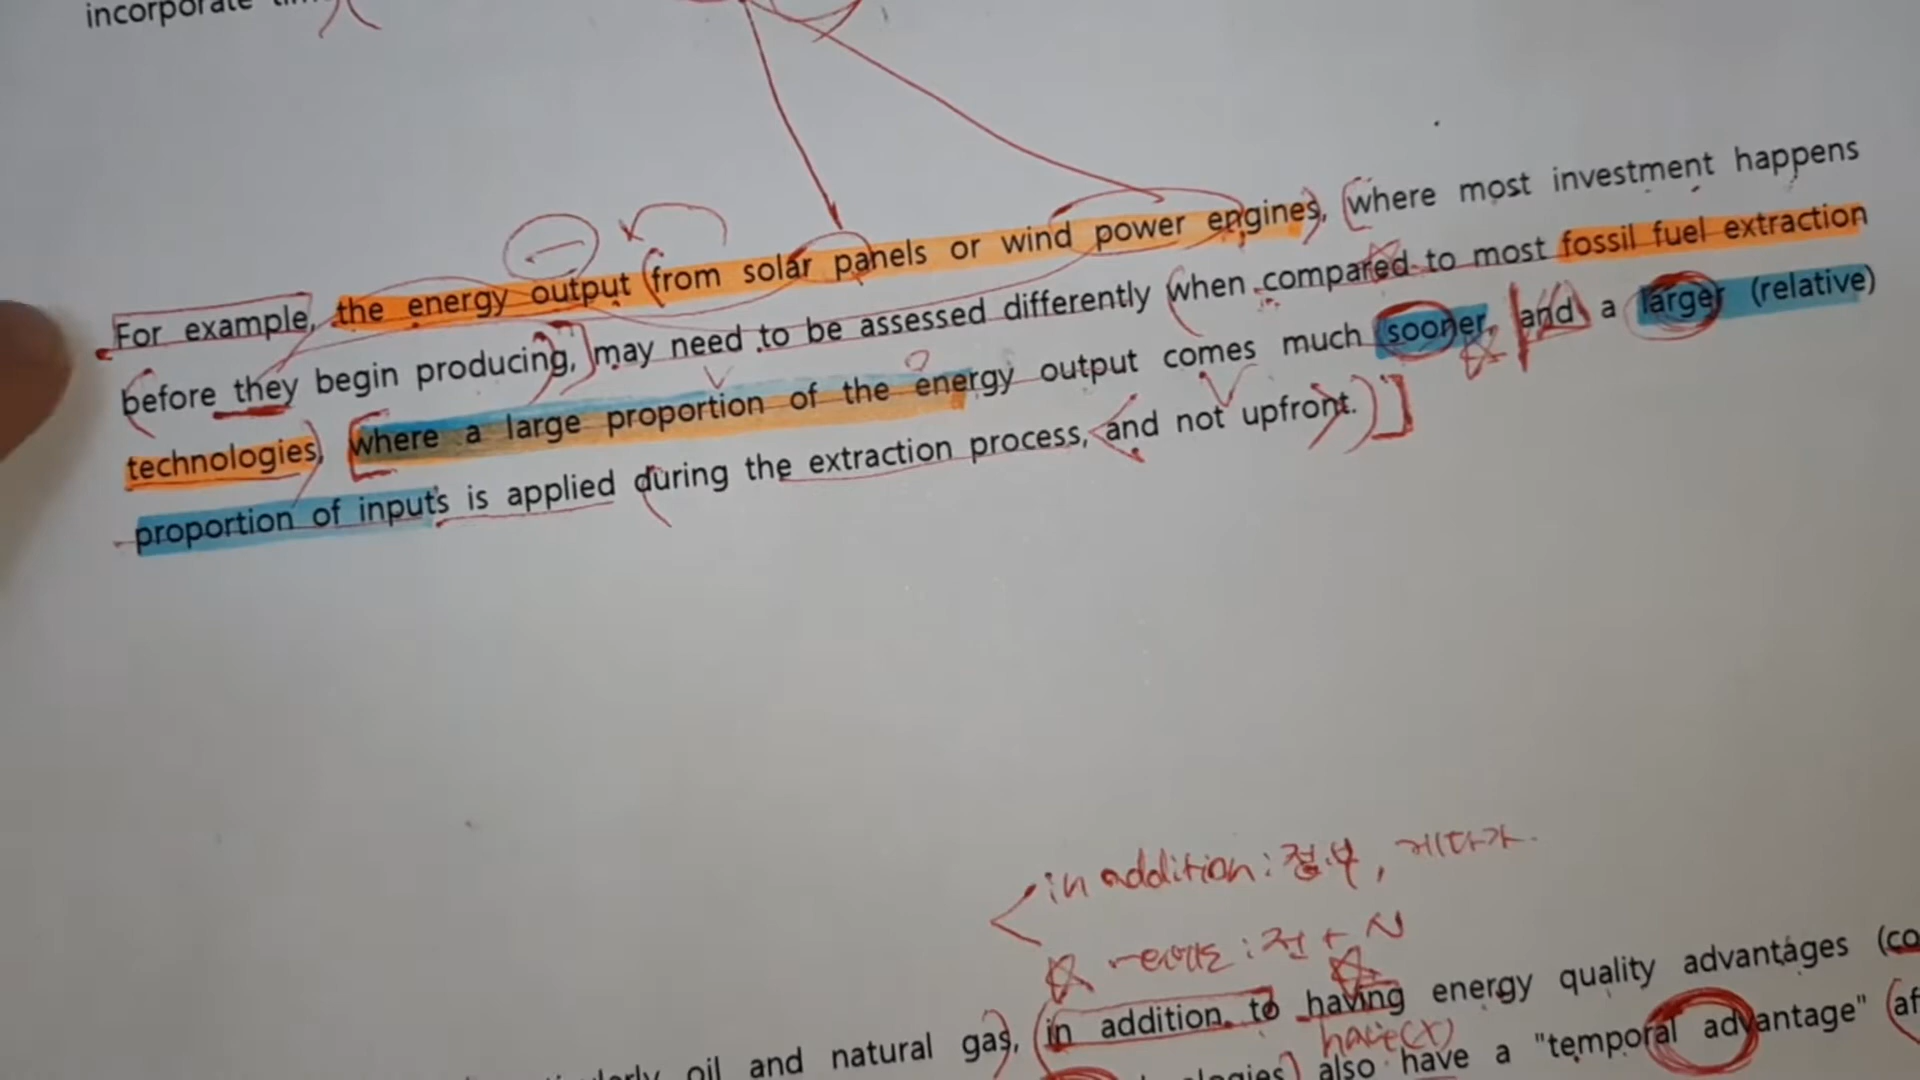 incorporate
For example, the energy output (from solar panels or wind power engines), where most investment happens
before they begin producing, may need to be assessed differently when compared to most fossil fuel extraction
technologies, where a large proportion of the energy output comes much sooner, and a larger (relative)
proportion of inputs is applied during the extraction process, and not upfront.
in addition : 접부, 게다가.
: 전 + N
oil and natural gas, in addition to having energy quality advantages (co
have(X)
also have a "temporal advantage" (af